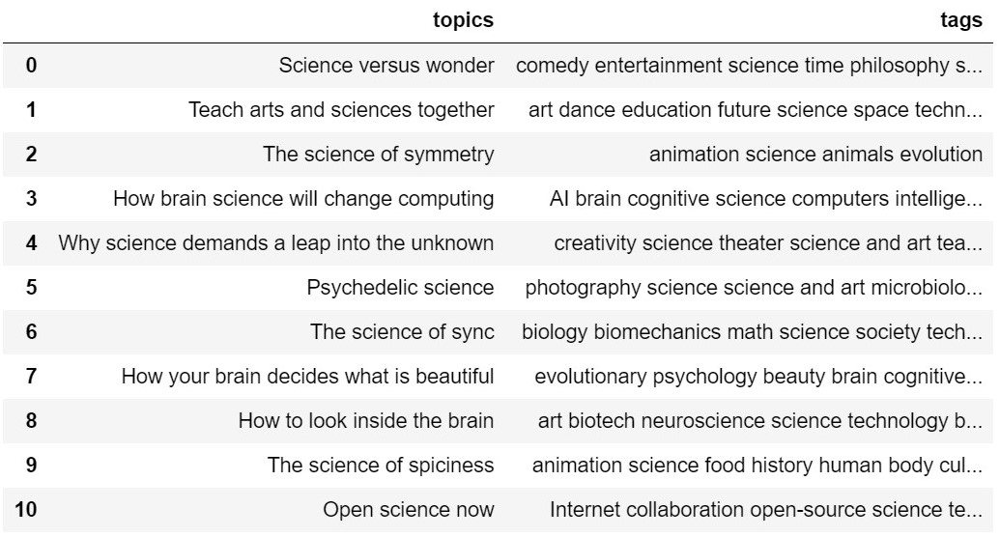 topics tags
0 Science versus wonder comedy entertainment science time philosophy s...
1 Teach arts and sciences together art dance education future science space techn...
2 The science of symmetry animation science animals evolution
3 How brain science will change computing AI brain cognitive science computers intellige...
4 Why science demands a leap into the unknown creativity science theater science and art tea...
5 Psychedelic science photography science science and art microbiolo...
6 The science of sync biology biomechanics math science society tech...
7 How your brain decides what is beautiful evolutionary psychology beauty brain cognitive...
8 How to look inside the brain art biotech neuroscience science technology b...
9 The science of spiciness animation science food history human body cul...
10 Open science now Internet collaboration open-source science te...